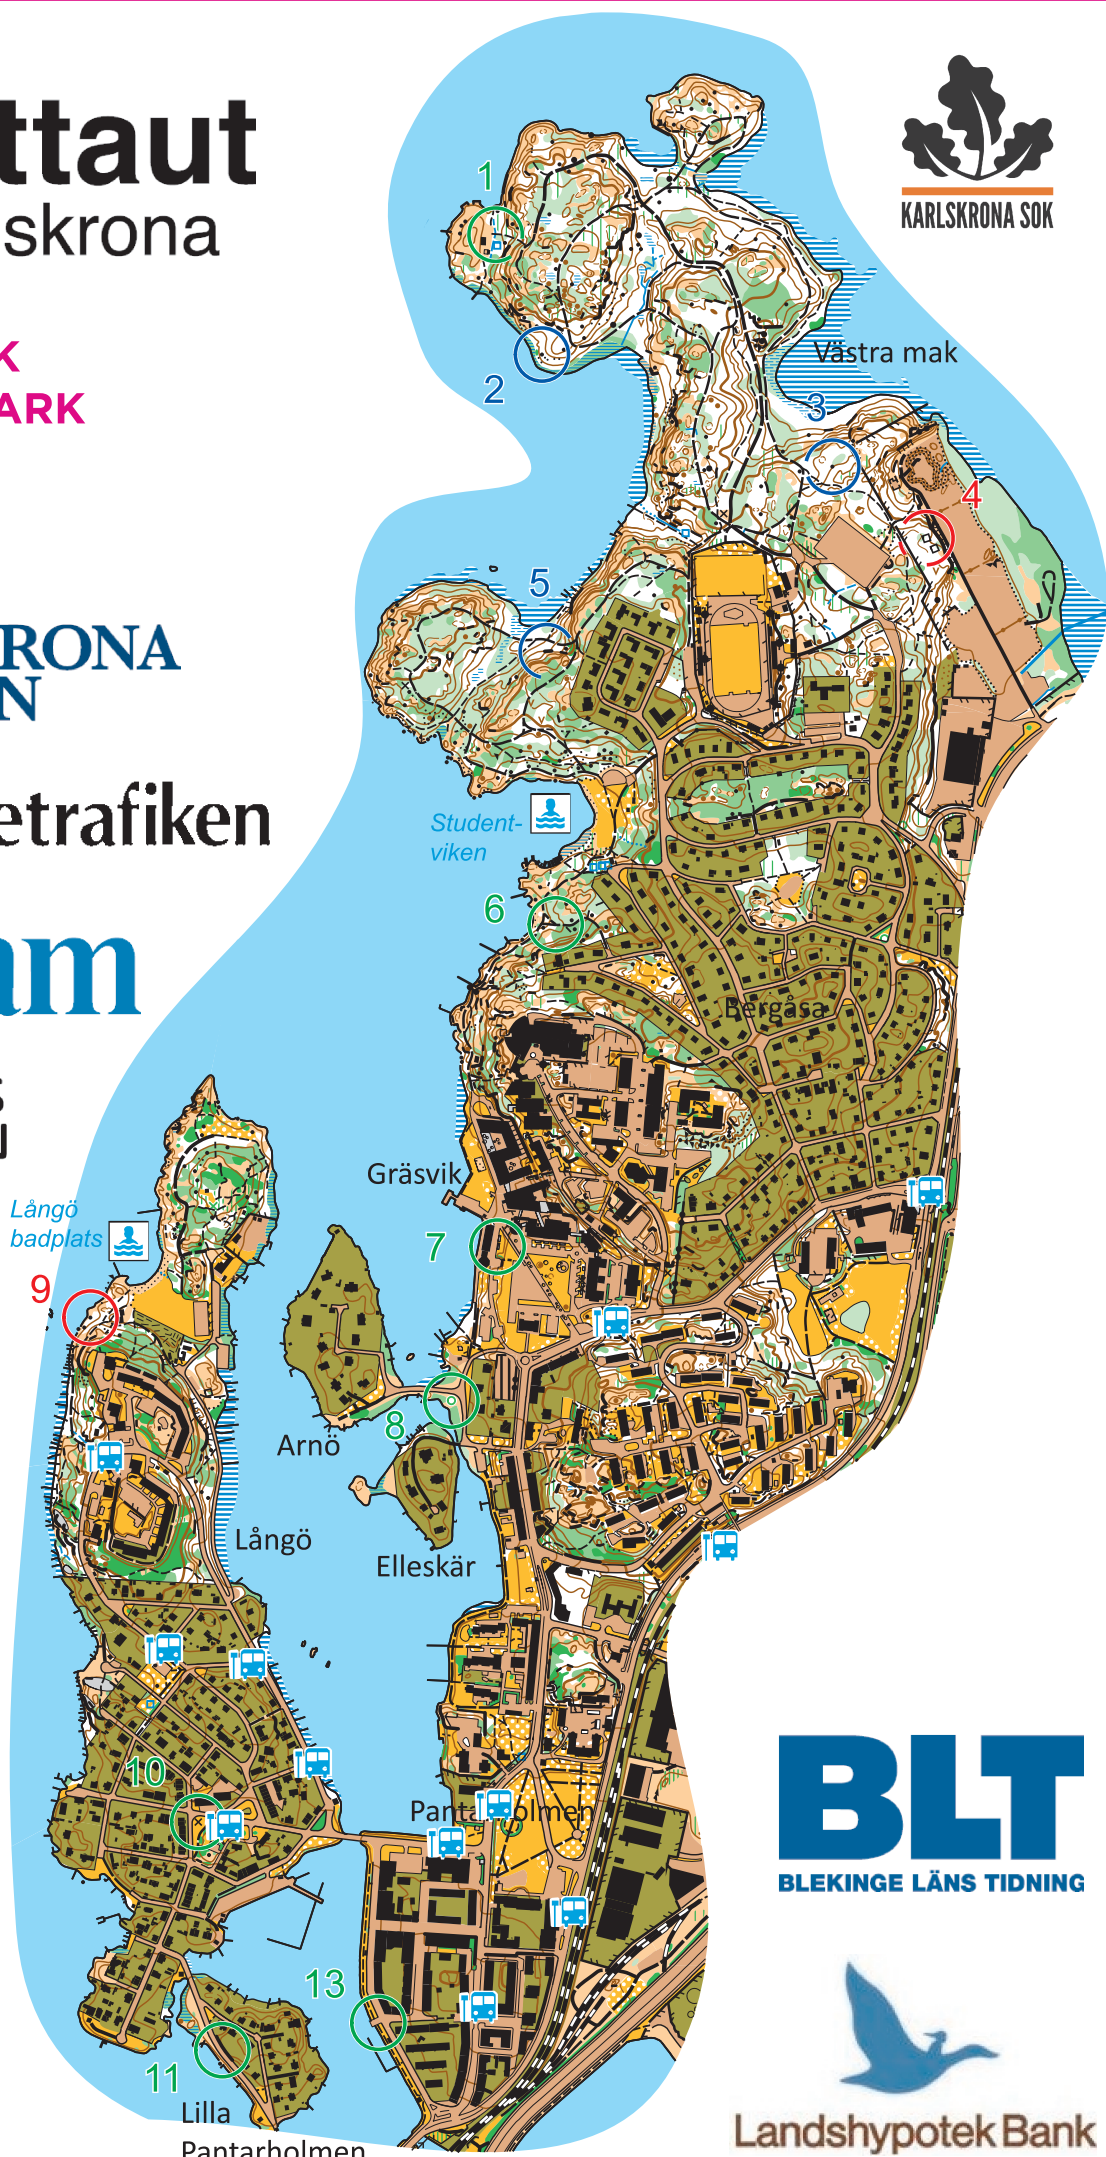 ttaut
skrona
KARLSKRONA SOK
K
ARK
1
2
Västra mak
3
4
5
RONA
N
etrafiken
Student-
viken
6
am
Bergåsa
S
Gräsvik
Långö
badplats
7
9
8
Arnö
Långö
Elleskär
10
Pantarholmen
BLT
BLEKINGE LÄNS TIDNING
13
11
Lilla
Pantarholmen
Landshypotek Bank